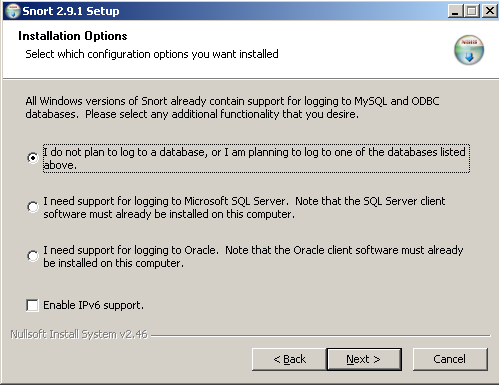 Snort 2.9.1 Setup
Installation Options
Select which configuration options you want installed
All Windows versions of Snort already contain support for logging to MySQL and ODBC
databases.  Please select any additional functionality that you desire.
I do not plan to log to a database, or I am planning to log to one of the databases listed
above.
I need support for logging to Microsoft SQL Server.  Note that the SQL Server client
software must already be installed on this computer.
I need support for logging to Oracle.  Note that the Oracle client software must already
be installed on this computer.
Enable IPv6 support.
Nullsoft Install System v2.46
< Back
Next >
Cancel